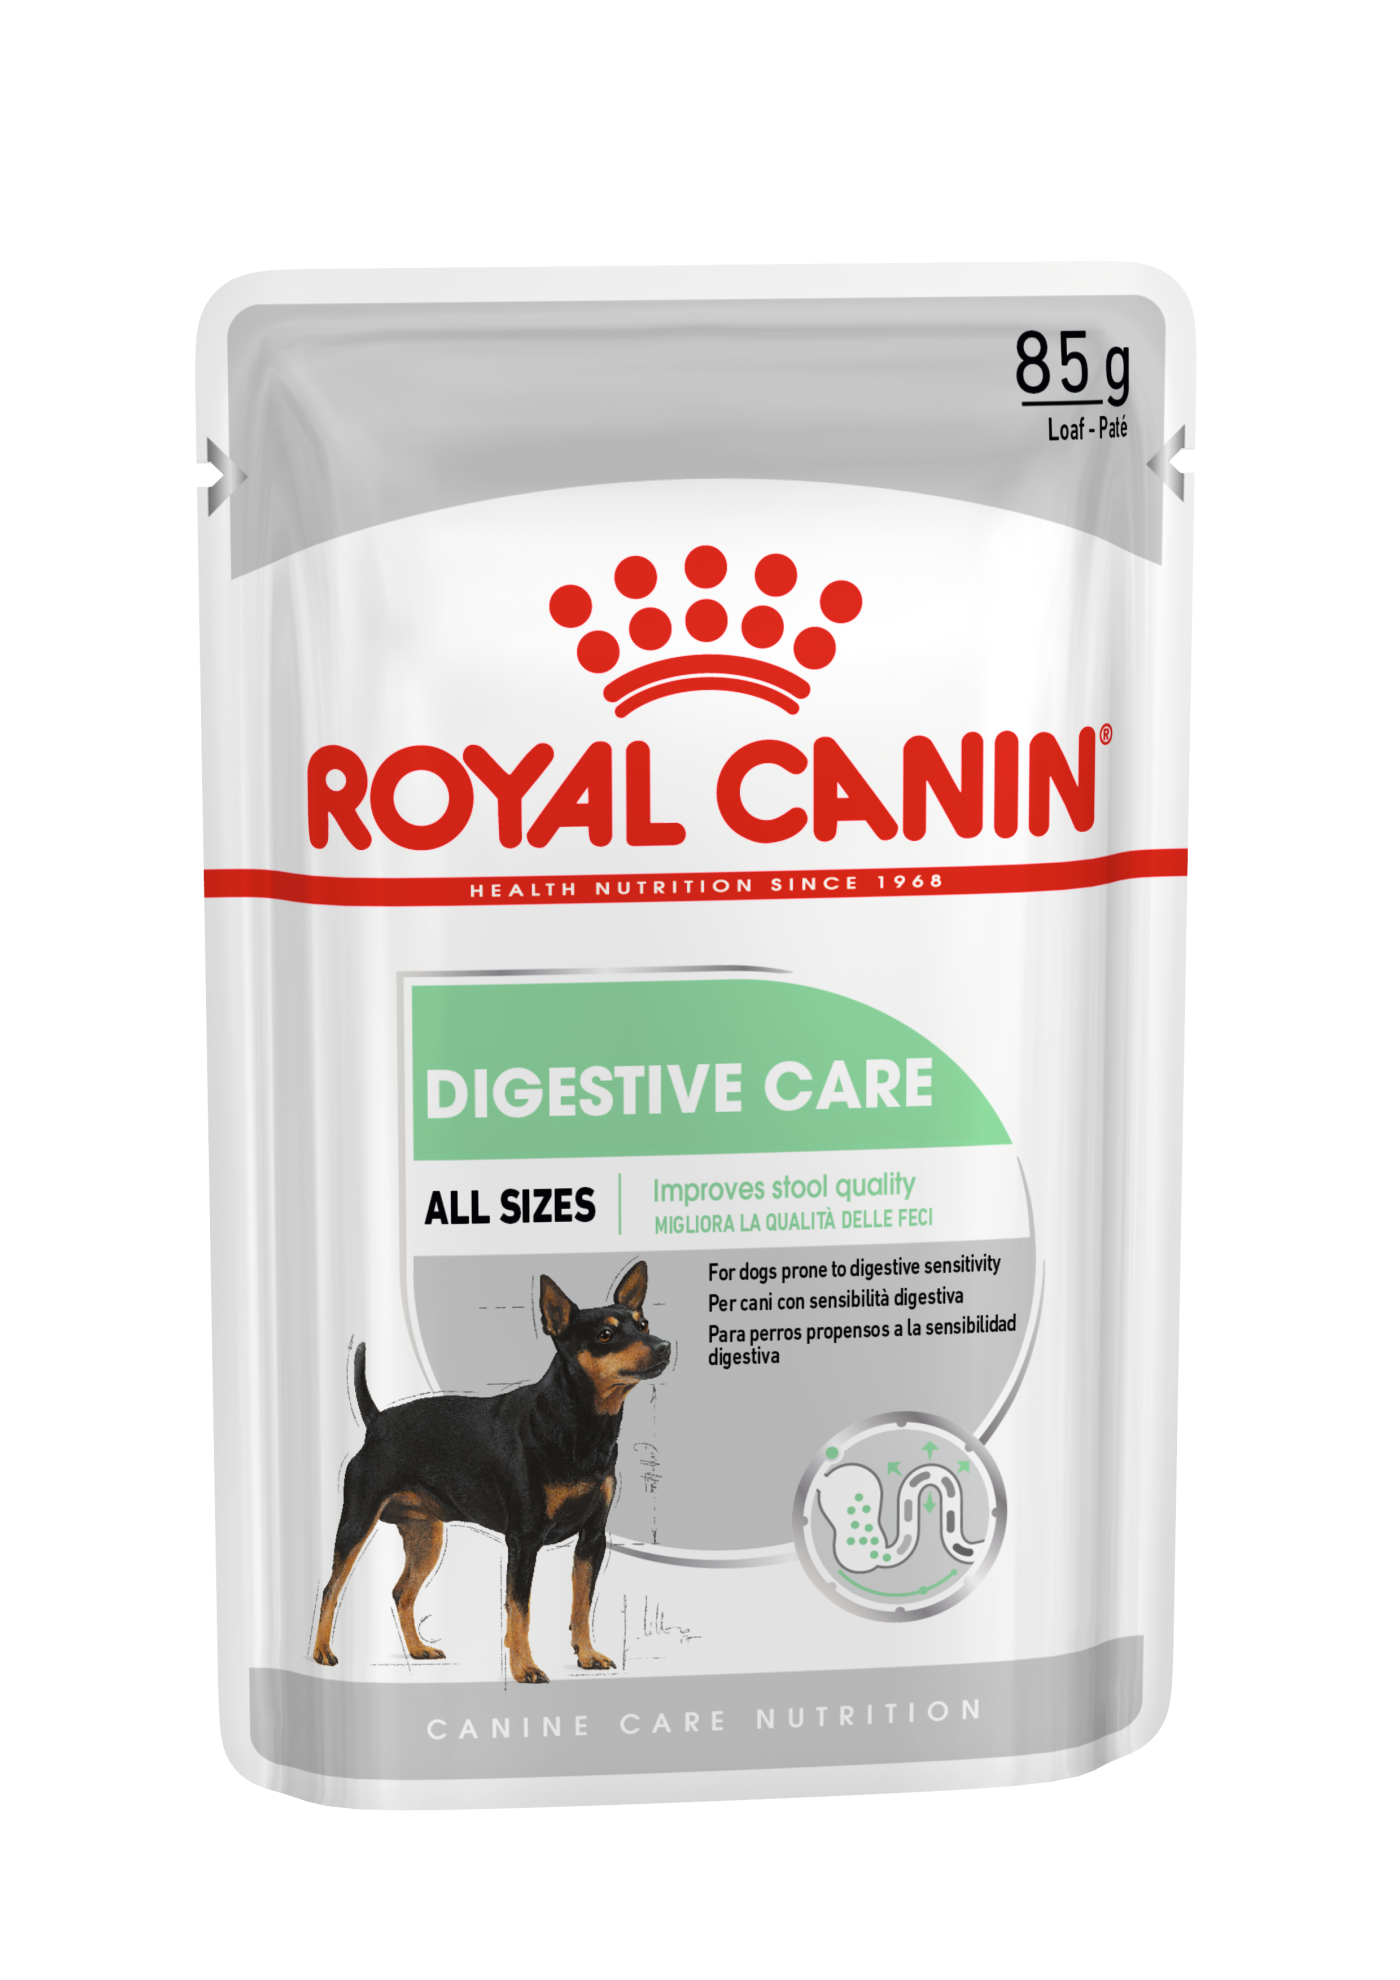 85 g
Loaf - Paté
ROYAL CANIN®
HEALTH NUTRITION SINCE 1968
DIGESTIVE CARE
ALL SIZES
Improves stool quality
MIGLIORA LA QUALITÀ DELLE FECI
For dogs prone to digestive sensitivity
Per cani con sensibilità digestiva
Para perros propensos a la sensibilidad
digestiva
CANINE CARE NUTRITION